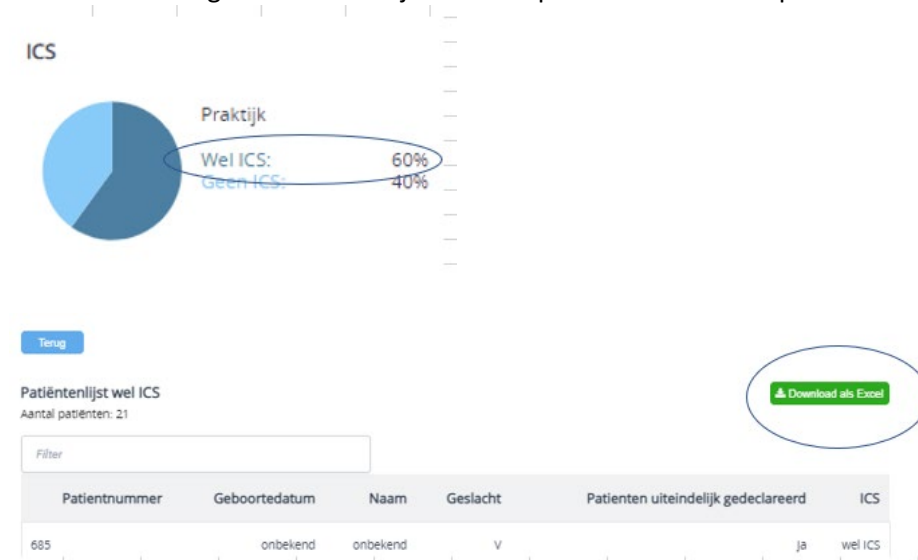 ICS
Praktijk
Wel ICS: 60%
Geen ICS: 40%
Terug
Patiëntenlijst wel ICS
Aantal patiënten: 21
Download als Excel
Filter
Patientnummer Geboortedatum Naam Geslacht Patienten uiteindelijk gedeclareerd ICS
685 onbekend onbekend V Ja wel ICS